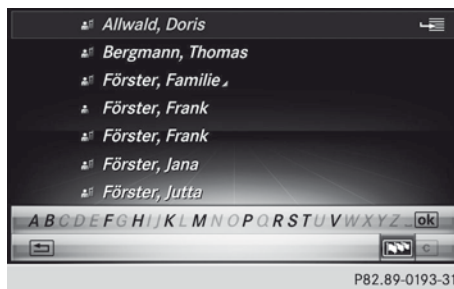 Allwald, Doris
Bergmann, Thomas
Förster, Familie
Förster, Frank
Förster, Frank
Förster, Jana
Förster, Jutta
ABCDEFGHIJKLMNOPQRSTUVWXYZ_ ok
c
P82.89-0193-31